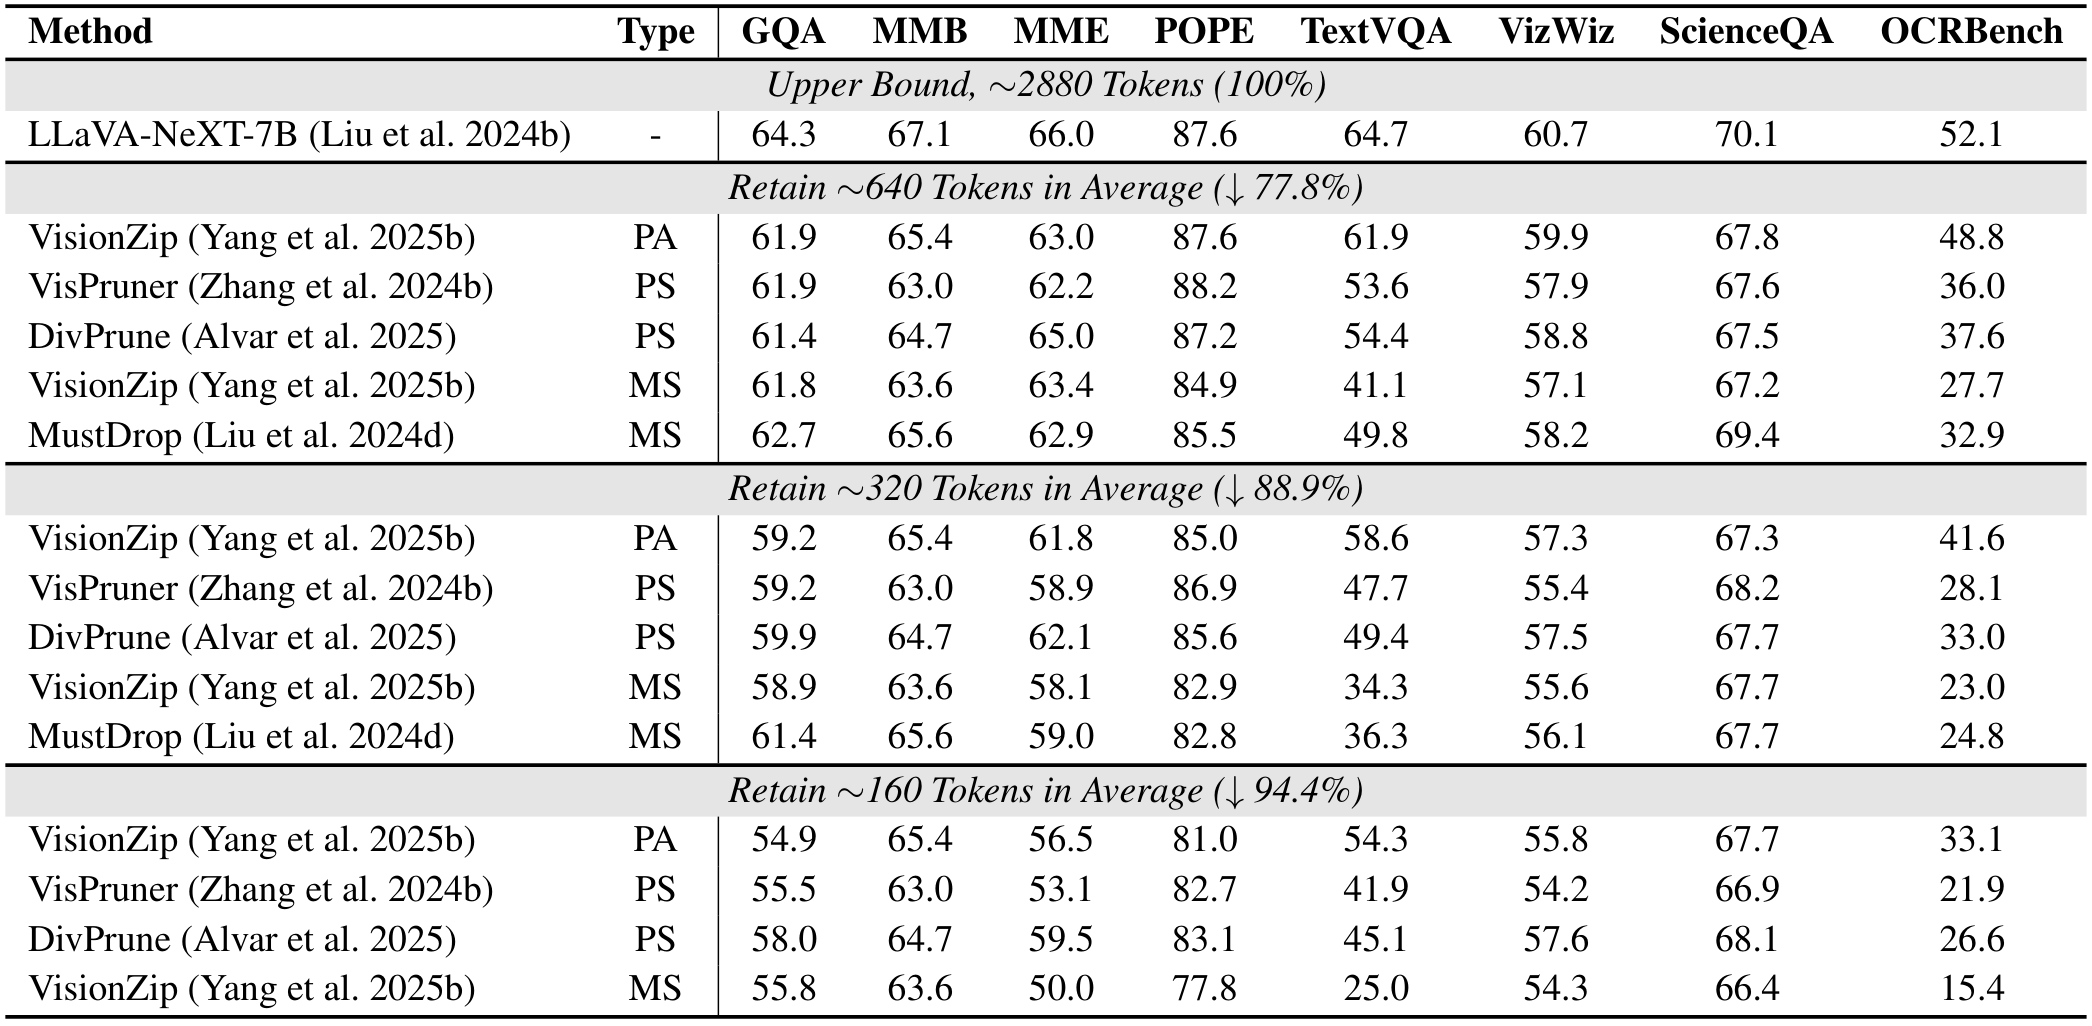 Method Type GQA MMB MME POPE TextVQA VizWiz ScienceQA OCRBench
Upper Bound, ~2880 Tokens (100%)
LLaVA-NeXT-7B (Liu et al. 2024b) - 64.3 67.1 66.0 87.6 64.7 60.7 70.1 52.1
Retain ~640 Tokens in Average (↓ 77.8%)
VisionZip (Yang et al. 2025b) PA 61.9 65.4 63.0 87.6 61.9 59.9 67.8 48.8
VisPruner (Zhang et al. 2024b) PS 61.9 63.0 62.2 88.2 53.6 57.9 67.6 36.0
DivPrune (Alvar et al. 2025) PS 61.4 64.7 65.0 87.2 54.4 58.8 67.5 37.6
VisionZip (Yang et al. 2025b) MS 61.8 63.6 63.4 84.9 41.1 57.1 67.2 27.7
MustDrop (Liu et al. 2024d) MS 62.7 65.6 62.9 85.5 49.8 58.2 69.4 32.9
Retain ~320 Tokens in Average (↓ 88.9%)
VisionZip (Yang et al. 2025b) PA 59.2 65.4 61.8 85.0 58.6 57.3 67.3 41.6
VisPruner (Zhang et al. 2024b) PS 59.2 63.0 58.9 86.9 47.7 55.4 68.2 28.1
DivPrune (Alvar et al. 2025) PS 59.9 64.7 62.1 85.6 49.4 57.5 67.7 33.0
VisionZip (Yang et al. 2025b) MS 58.9 63.6 58.1 82.9 34.3 55.6 67.7 23.0
MustDrop (Liu et al. 2024d) MS 61.4 65.6 59.0 82.8 36.3 56.1 67.7 24.8
Retain ~160 Tokens in Average (↓ 94.4%)
VisionZip (Yang et al. 2025b) PA 54.9 65.4 56.5 81.0 54.3 55.8 67.7 33.1
VisPruner (Zhang et al. 2024b) PS 55.5 63.0 53.1 82.7 41.9 54.2 66.9 21.9
DivPrune (Alvar et al. 2025) PS 58.0 64.7 59.5 83.1 45.1 57.6 68.1 26.6
VisionZip (Yang et al. 2025b) MS 55.8 63.6 50.0 77.8 25.0 54.3 66.4 15.4